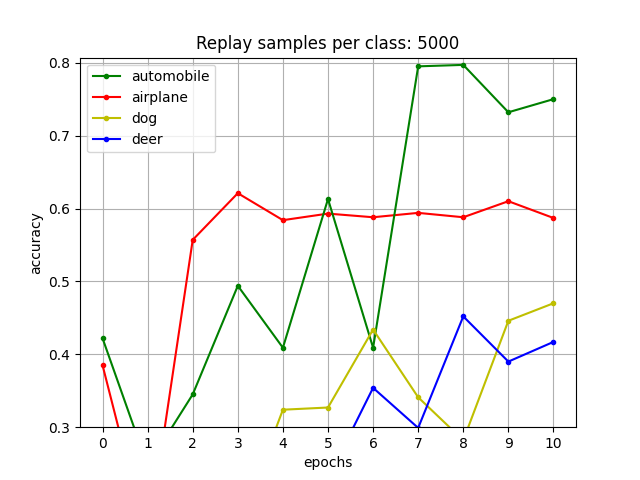 Replay samples per class: 5000
automobile
airplane
dog
deer
accuracy
0.8
0.7
0.6
0.5
0.4
0.3
0 1 2 3 4 5 6 7 8 9 10
epochs